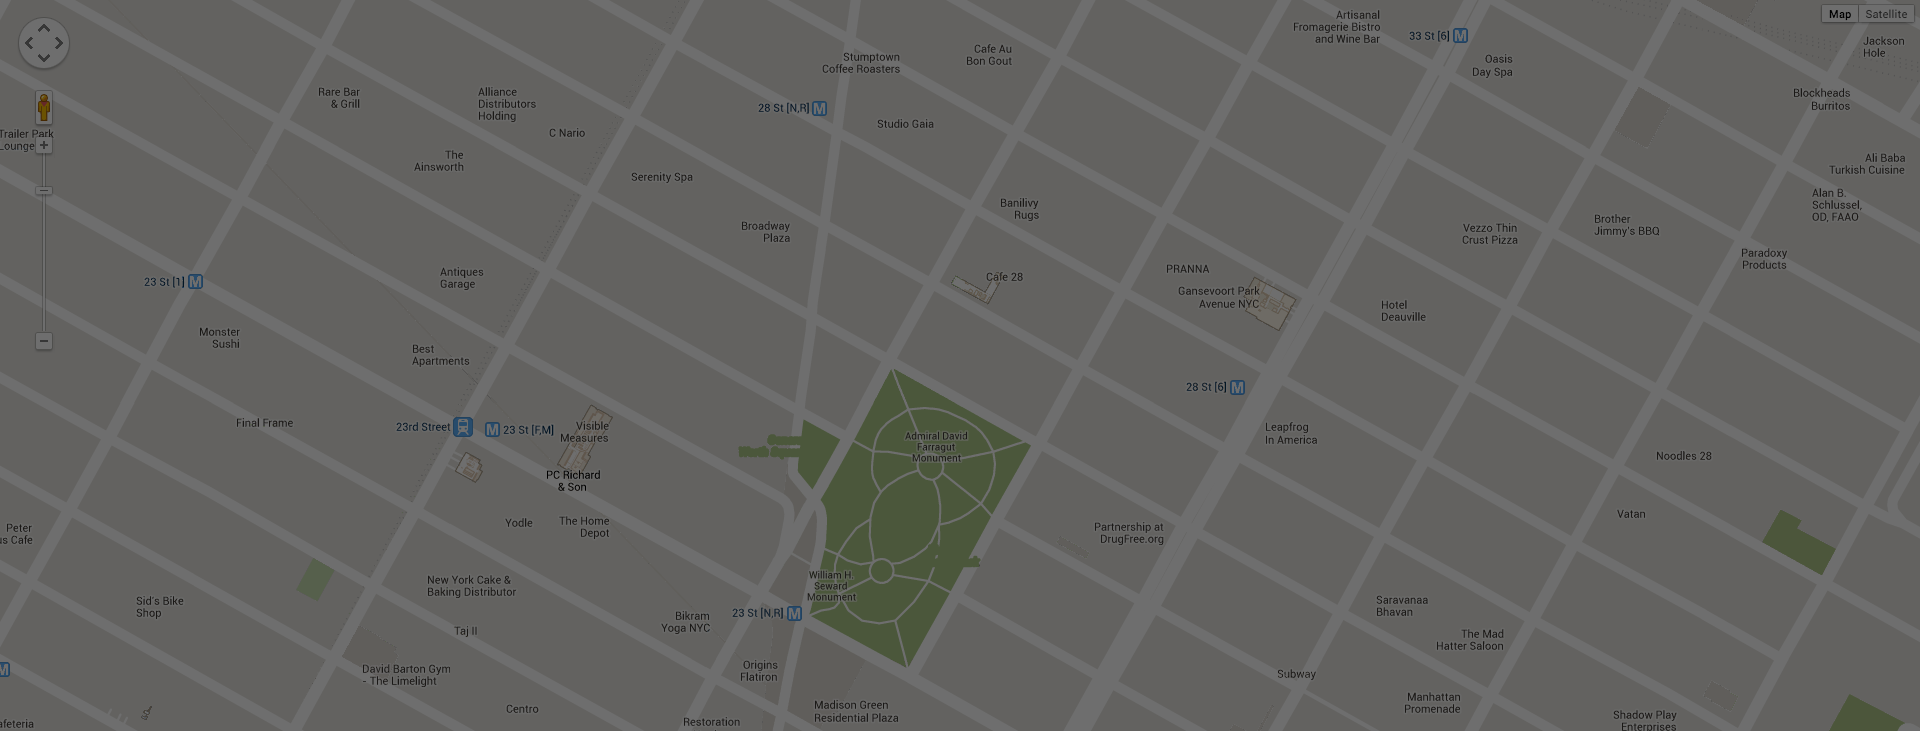 Artisanal
Fromagerie Bistro
and Wine Bar
33 St [6]
M
Map
Satellite
Jackson
Hole
Oasis
Day Spa
Stumptown
Coffee Roasters
Cafe Au
Bon Gout
Blockheads
Burritos
Rare Bar
& Grill
Alliance
Distributors
Holding
28 St [N,R]
M
Studio Gaia
C Nario
Trailer Park
Lounge
The
Ainsworth
Serenity Spa
Ali Baba
Turkish Cuisine
Alan B.
Schlussel,
OD, FAAO
Banilivy
Rugs
Broadway
Plaza
Vezzo Thin
Crust Pizza
Brother
Jimmy's BBQ
Paradoxy
Products
23 St [1]
M
Antiques
Garage
Cafe 28
PRANNA
Gansevoort Park
Avenue NYC
Hotel
Deauville
Monster
Sushi
Best
Apartments
28 St [6]
M
Final Frame
23rd Street
M
23 St [F,M]
Visible
Measures
PC Richard
& Son
Admiral David
Farragut
Monument
Leapfrog
In America
Noodles 28
Peter
us Cafe
Yodle
The Home
Depot
Partnership at
DrugFree.org
Vatan
New York Cake &
Baking Distributor
William H.
Seward
Monument
Sid's Bike
Shop
Taj II
Bikram
Yoga NYC
23 St [N,R]
M
Saravanaa
Bhavan
The Mad
Hatter Saloon
M
David Barton Gym
- The Limelight
Origins
Flatiron
Subway
Centro
Madison Green
Residential Plaza
Manhattan
Promenade
afeteria
Restoration
Shadow Play
Enterprises